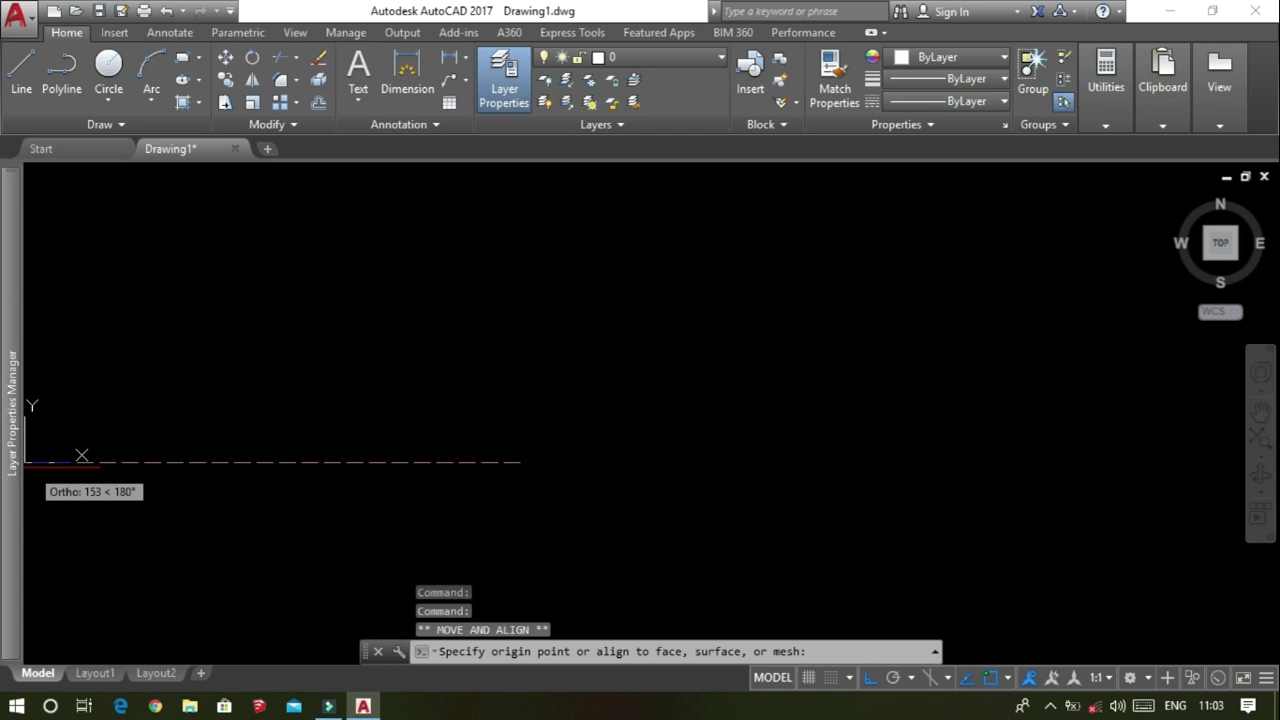 Autodesk AutoCAD 2017 Drawing1.dwg
Type a keyword or phrase
Sign In
Home Insert Annotate Parametric View Manage Output Add-ins A360 Express Tools Featured Apps BIM 360 Performance
Line Polyline Circle Arc
Text Dimension
Layer Properties
0
Insert
Match Properties
ByLayer
ByLayer
ByLayer
Group
Utilities Clipboard View
Draw Modify Annotation Layers Block Properties Groups
Start Drawing1*
N
W TOP E
S
WCS
Layer Properties Manager
Y
X
Ortho: 153 < 180°
Command:
Command:
** MOVE AND ALIGN **
Specify origin point or align to face, surface, or mesh:
Model Layout1 Layout2
MODEL 1:1
ENG 11:03